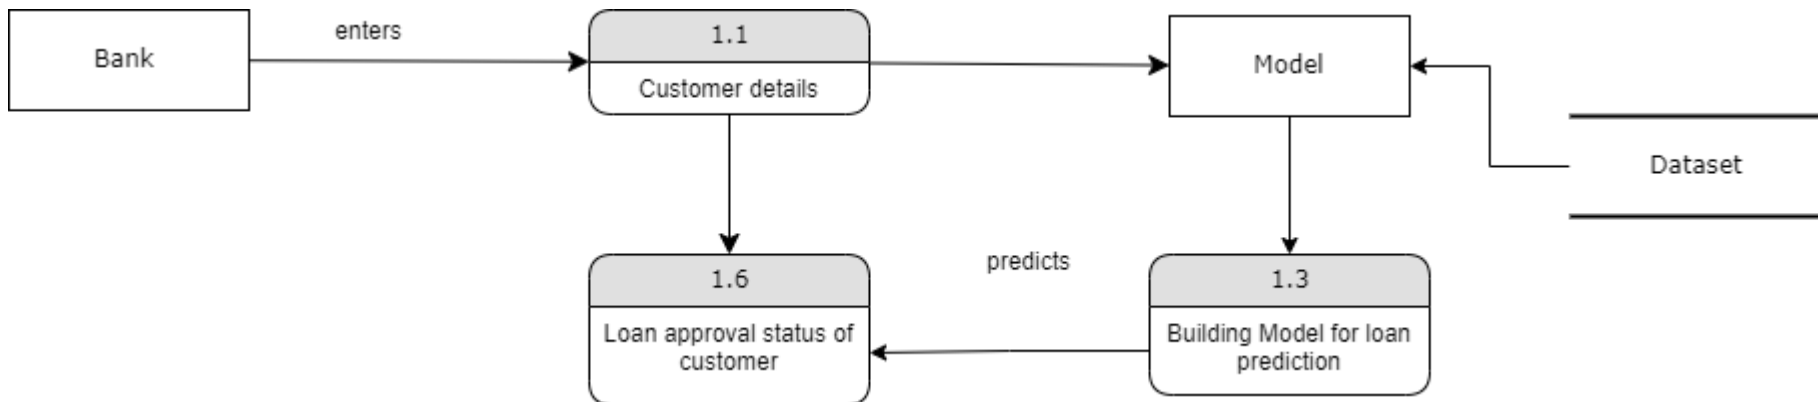 enters
1.1
Bank
Customer details
Model
Dataset
predicts
1.6
Loan approval status of
customer
1.3
Building Model for loan
prediction